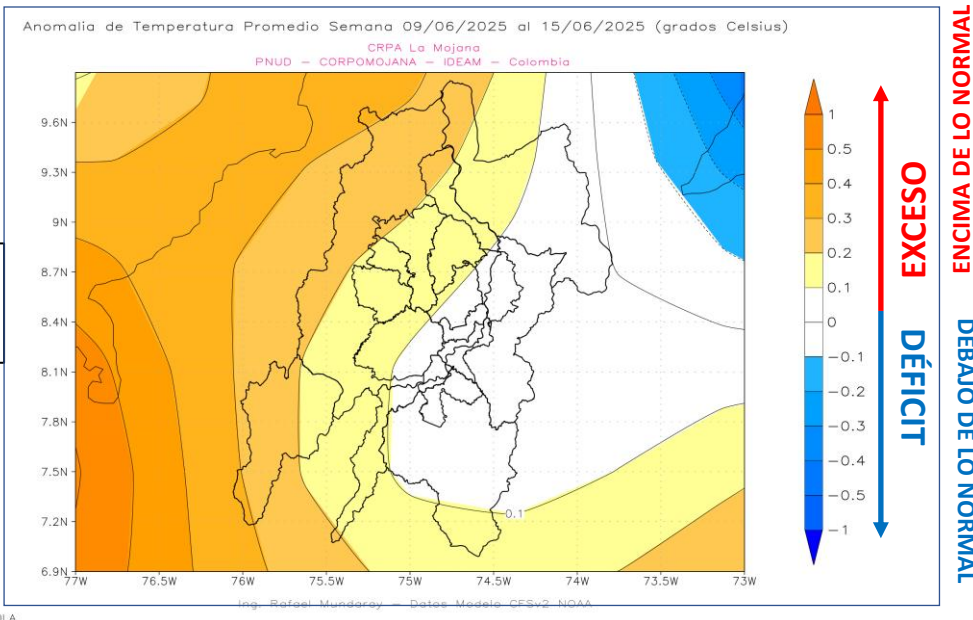 Anomalia de Temperatura Promedio Semana 09/06/2025 al 15/06/2025 (grados Celsius)
CRPA La Mojana
PNUD – CORPOMOJANA – IDEAM – Colombia
9.6N
9.3N
9N
8.7N
8.4N
8.1N
7.8N
7.5N
7.2N
6.9N
77W
76.5W
76W
75.5W
75W
74.5W
74W
73.5W
73W
0.1
Ing. Rafael Mundaray – Datos Modelo CFSv2 NOAA
1
0.5
0.4
0.3
0.2
0.1
0
−0.1
−0.2
−0.3
−0.4
−0.5
−1
EXCESO
DÉFICIT
ENCIMA DE LO NORMAL
DEBAJO DE LO NORMAL